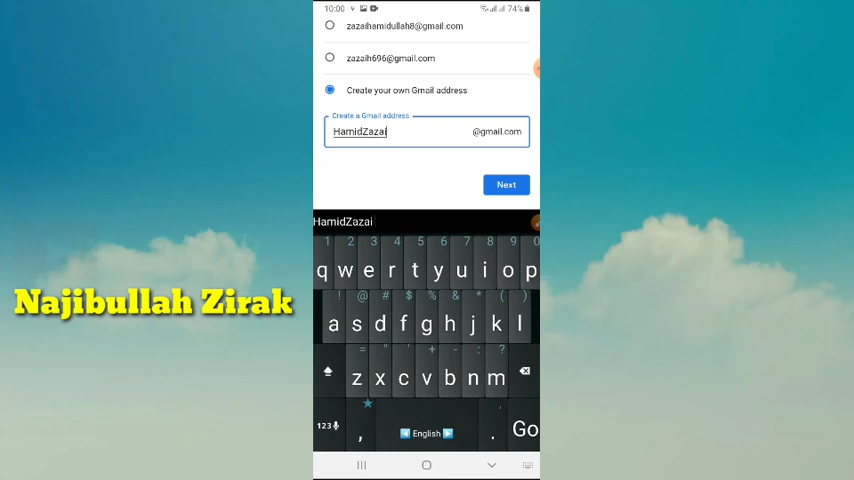 10:00 74%
zazaihamidullah8@gmail.com
zazaih696@gmail.com
Create your own Gmail address
Create a Gmail address
HamidZazai @gmail.com
Next
HamidZazai
1 2 3 4 5 6 7 8 9 0
q w e r t y u i o p
! @ # $ % & * ( )
a s d f g h j k l
= " ' + - : ?
z x c v b n m
123 , English . Go
Najibullah Zirak